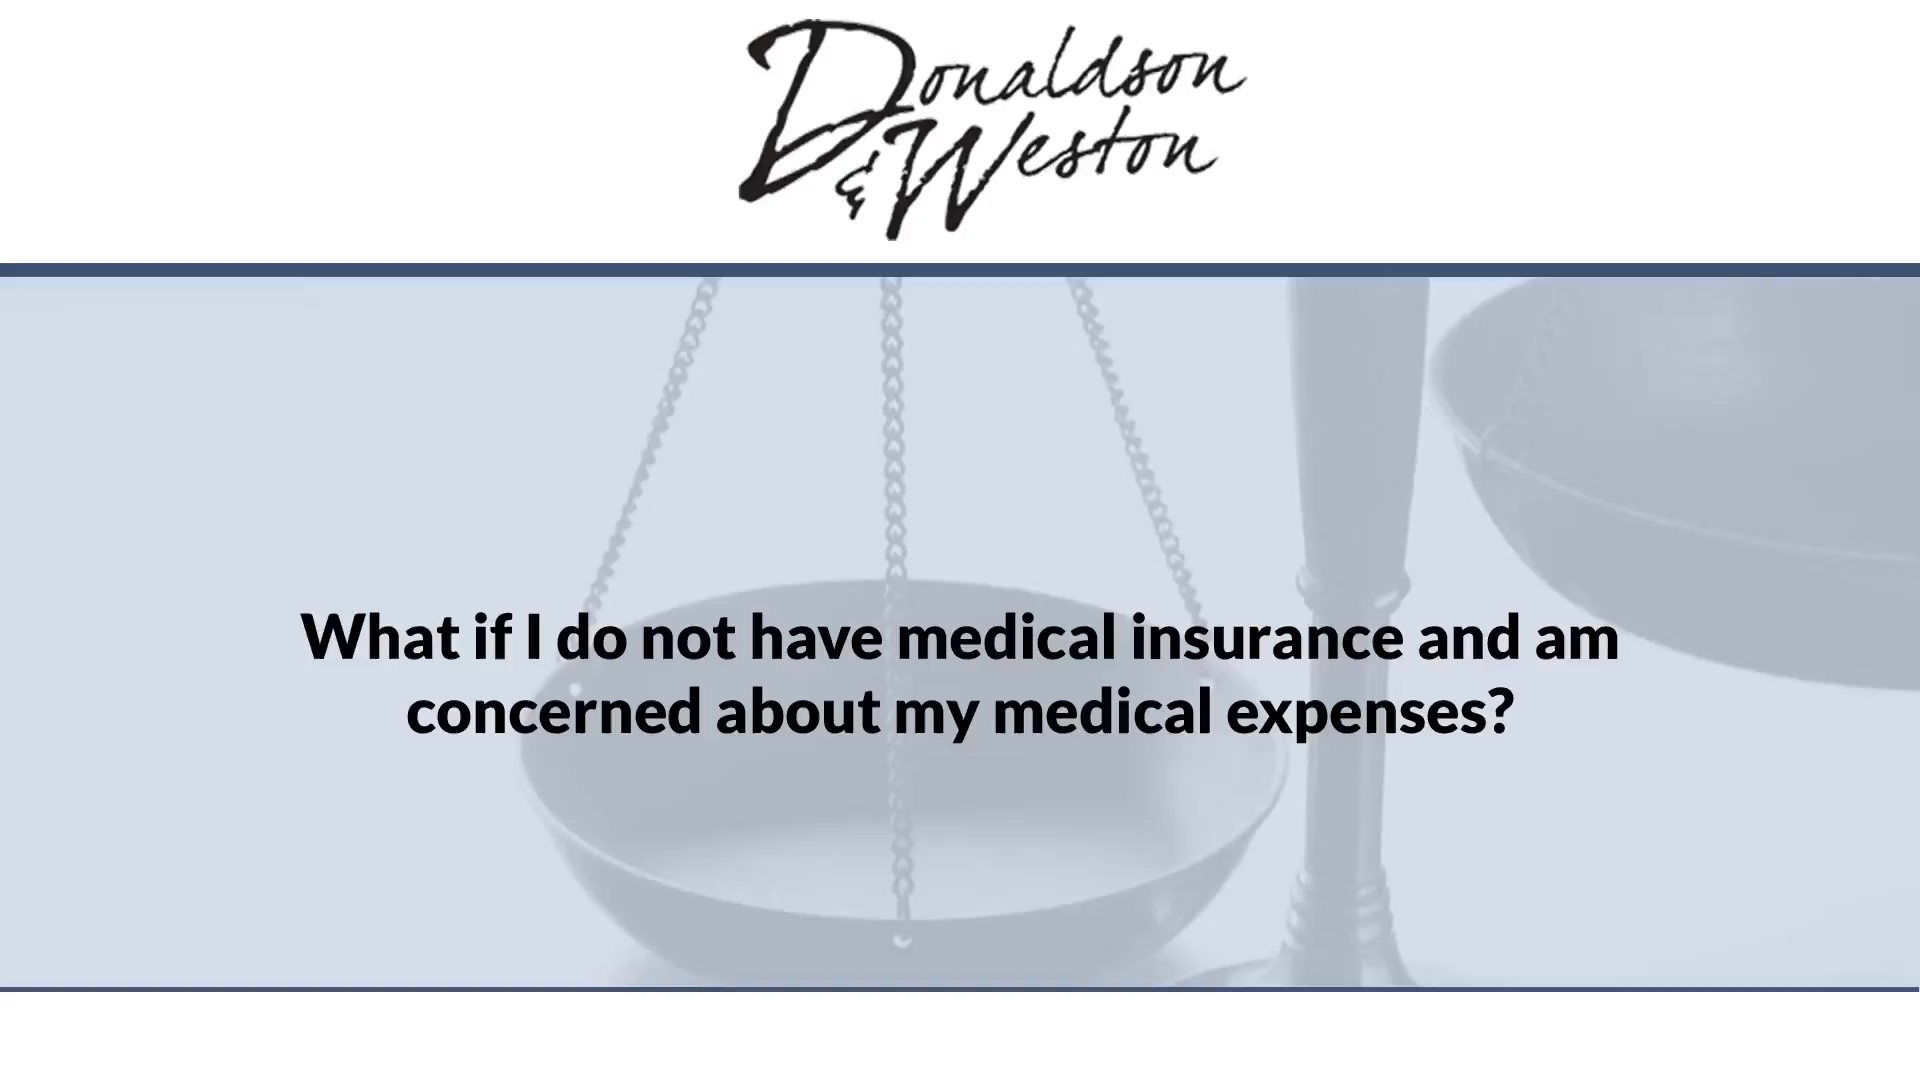 Donaldson
& Weston
What if I do not have medical insurance and am
concerned about my medical expenses?